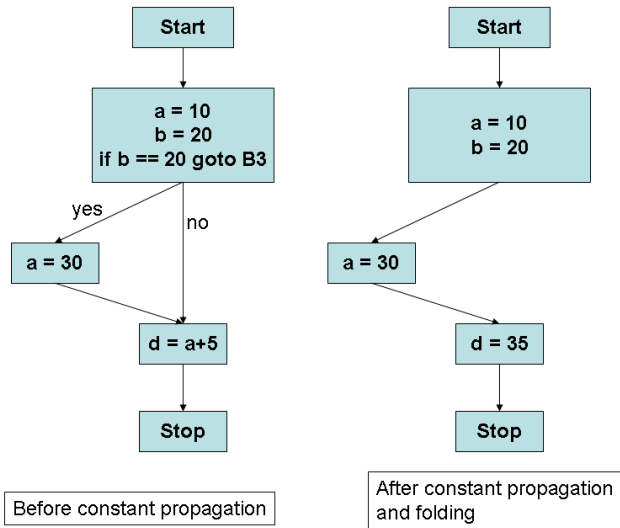 Start
a = 10
b = 20
if b == 20 goto B3
yes
no
a = 30
d = a+5
Stop
Before constant propagation
Start
a = 10
b = 20
a = 30
d = 35
Stop
After constant propagation
and folding